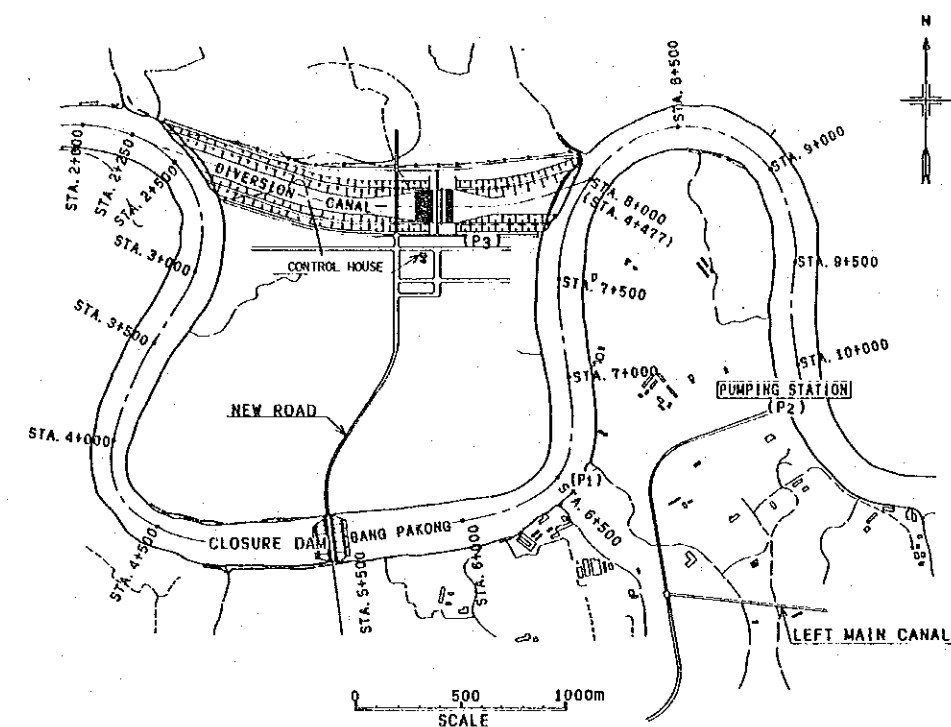 N
STA. 8+500
STA. 9+000
STA. 2+000
STA. 2+250
(STA. 2+500
DIVERSION
CANAL
STA. 8+000
(STA. 4+477)
(P3)
STA. 3+000
CONTROL HOUSE
STA. 7+500
STA. 9+500
STA. 3+500
STA. 7+000
STA. 10+000
PUMPING STATION
(P2)
NEW ROAD
STA. 4+000
(P1)
STA. 6+500
CLOSURE DAM
BANG PAKONG
STA. 4+500
STA. 5+500
STA. 6+000
LEFT MAIN CANAL
0 500 1000m
SCALE